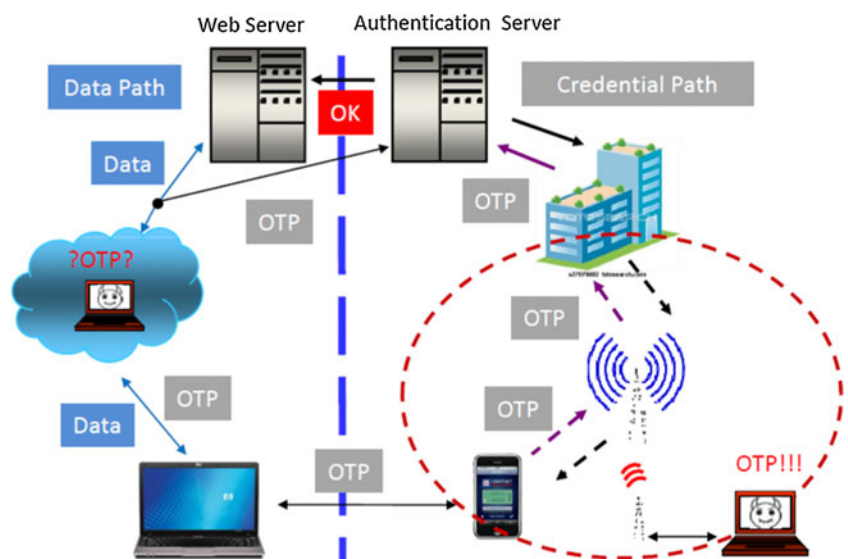 Web Server
Authentication Server
Data Path
OK
Credential Path
Data
OTP
OTP
?OTP?
OTP
OTP
Data
OTP
OTP
OTP!!!